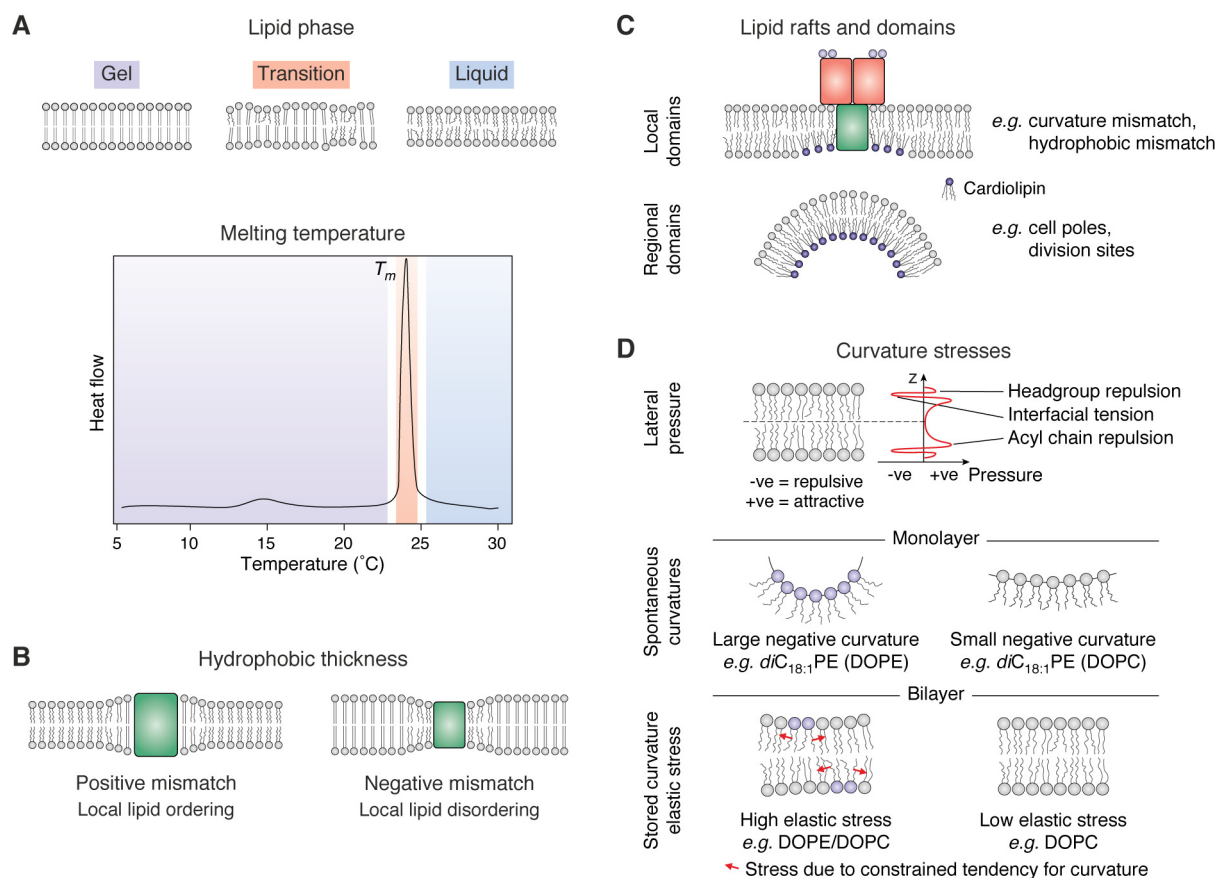 A
Lipid phase
Gel
Transition
Liquid
Melting temperature
Tm
Heat flow
5
10
15
20
25
30
Temperature (˚C)
B
Hydrophobic thickness
Positive mismatch
Local lipid ordering
Negative mismatch
Local lipid disordering
C
Lipid rafts and domains
Local
domains
e.g. curvature mismatch,
hydrophobic mismatch
Cardiolipin
Regional
domains
e.g. cell poles,
division sites
D
Curvature stresses
Lateral
pressure
z
Headgroup repulsion
Interfacial tension
Acyl chain repulsion
-ve
+ve
Pressure
-ve = repulsive
+ve = attractive
Monolayer
Spontaneous
curvatures
Large negative curvature
e.g. diC18:1PE (DOPE)
Small negative curvature
e.g. diC18:1PE (DOPC)
Bilayer
Stored curvature
elastic stress
High elastic stress
e.g. DOPE/DOPC
Low elastic stress
e.g. DOPC
Stress due to constrained tendency for curvature